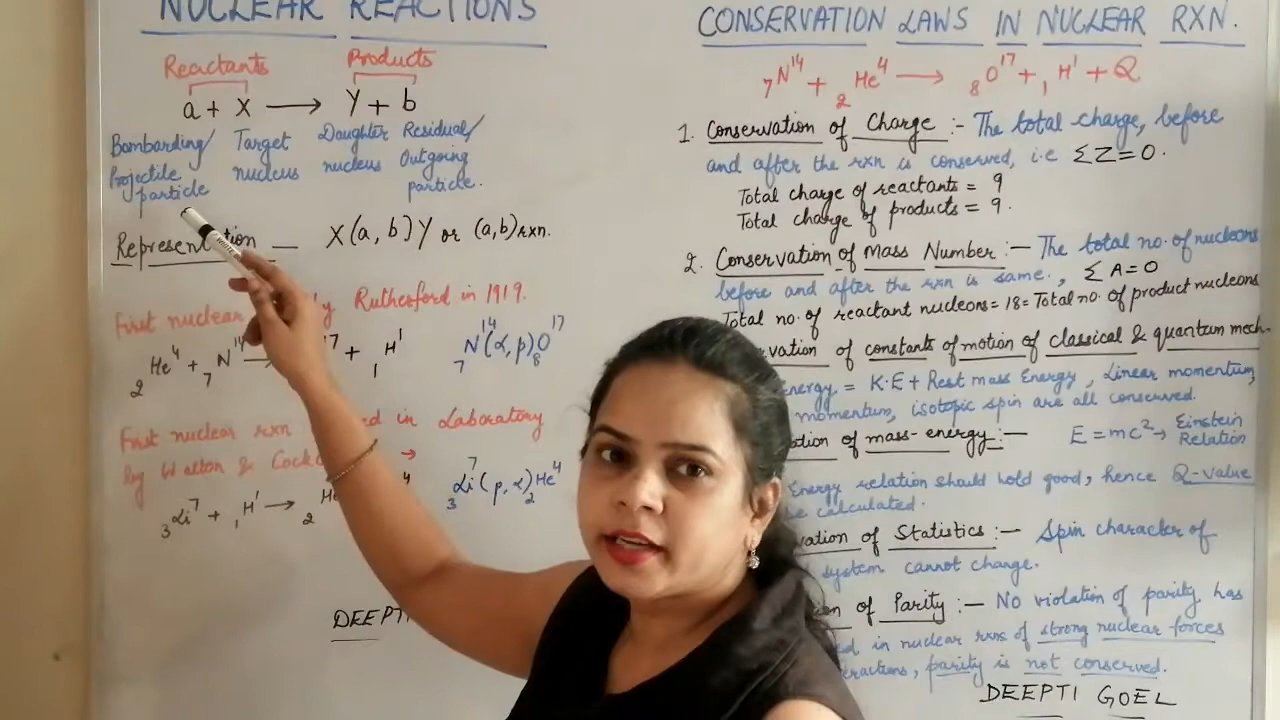 NUCLEAR REACTIONS
Reactants Products
a + X ⟶ Y + b
Bombarding/ Target Daughter Residual/
Projectile nucleus nucleus Outgoing
particle particle.
Representation — X(a, b)Y or (a,b)rxn.
First nuclear Rutherford in 1919.
₂He⁴ + ₇N¹⁴ ¹⁷ + ₁H¹ ₇N¹⁴(α, p)₈O¹⁷
First nuclear rxn in Laboratory
by Walton & →
₃Li⁷ + ₁H¹ ⟶ ₂He 4 ₃Li⁷(p, α)₂He⁴
DEEPTI
CONSERVATION LAWS IN NUCLEAR RXN.
₇N¹⁴ + ₂He⁴ ⟶ ₈O¹⁷ + ₁H¹ + Q
1. Conservation of Charge :- The total charge, before
and after the rxn is conserved, i.e ΣZ = 0.
Total charge of reactants = 9
Total charge of products = 9.
2. Conservation of Mass Number :— The total no. of nucleons
before and after the rxn is same., ΣA = 0
Total no. of reactant nucleons = 18 = Total no. of product nucleons
of constants of motion of classical & quantum mech.
Energy = K.E + Rest mass Energy, Linear momentum,
momentum, isotopic spin are all conserved.
of mass-energy :— E = mc² → Einstein
Relation
Energy relation should hold good, hence Q-value
calculated.
of Statistics :— Spin character of
system cannot change.
of Parity :— No violation of parity has
in nuclear rxns of strong nuclear forces
parity is not conserved.
DEEPTI GOEL